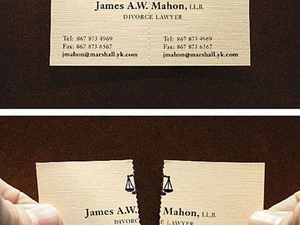 James A.W. Mahon, LL.B.
DIVORCE LAWYER
Tel: 867 873 4969 Tel: 867 873 4969
Fax: 867 873 6567 Fax: 867 873 6567
jmahon@marshall.yk.com jmahon@marshall.yk.com
James A.W. Mahon, LL.B.
DIVORCE LAWYER